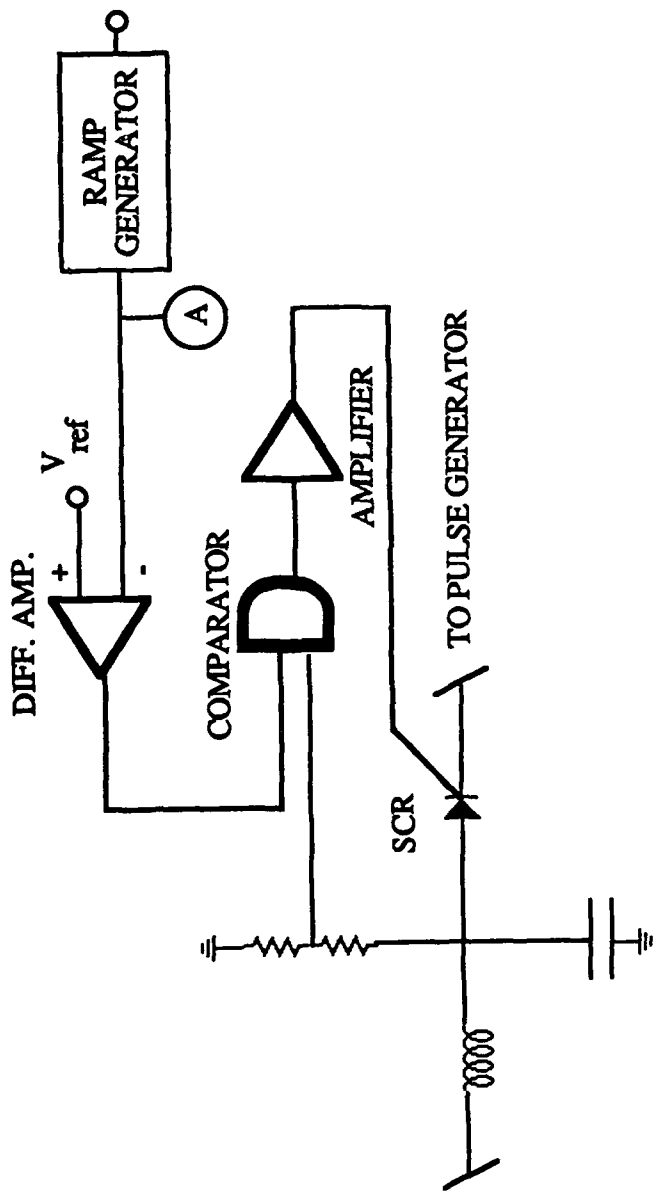 DIFF. AMP.
+
-
V ref
RAMP
GENERATOR
A
COMPARATOR
AMPLIFIER
SCR
TO PULSE GENERATOR